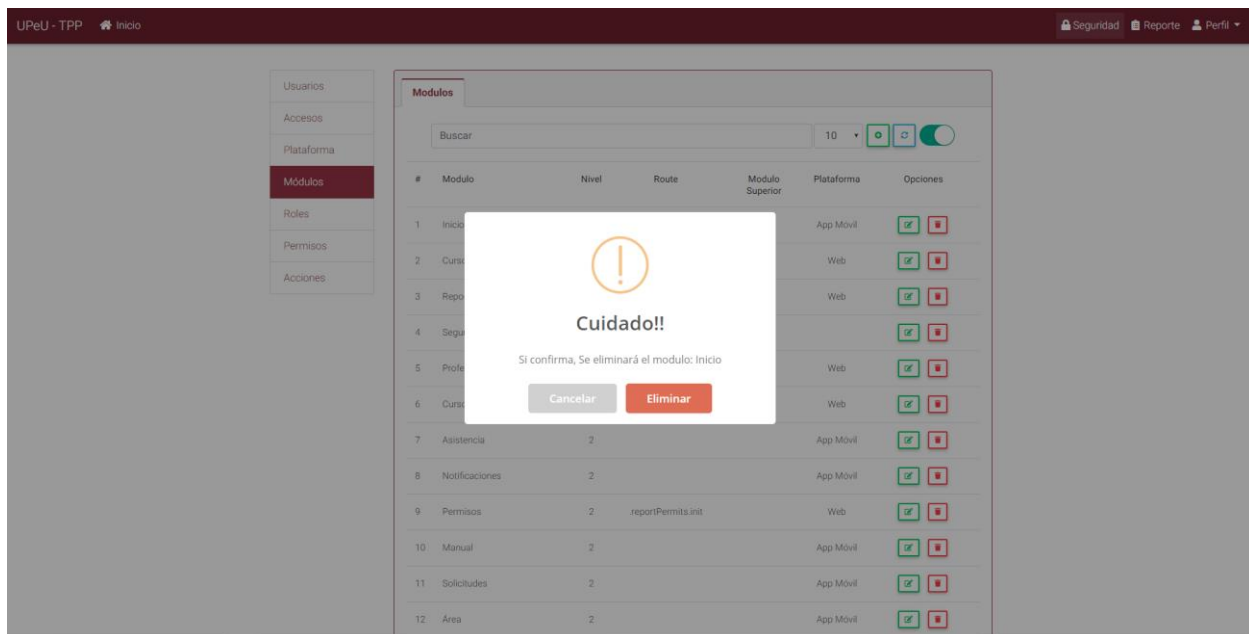 UPeU - TPP Inicio Seguridad Reporte Perfil
Usuarios
Accesos
Plataforma
Módulos
Roles
Permisos
Acciones
Modulos
Buscar 10
# Modulo Nivel Route Modulo Superior Plataforma Opciones
1 Inicio App Móvil
2 Web
3 Web
4
5 Web
6 Web
Cuidado!!
Si confirma, Se eliminará el modulo: Inicio
Cancelar Eliminar
7 Asistencia 2 App Móvil
8 Notificaciones 2 App Móvil
9 Permisos 2 .reportPermits.init Web
10 Manual 2 App Móvil
11 Solicitudes 2 App Móvil
12 Área 2 App Móvil